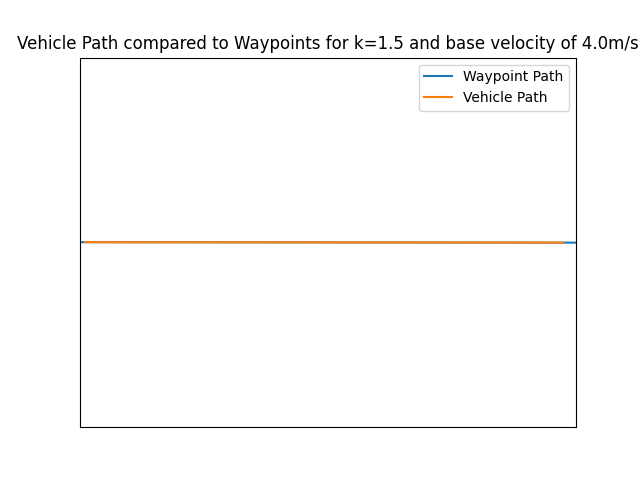 Vehicle Path compared to Waypoints for k=1.5 and base velocity of 4.0m/s
Waypoint Path
Vehicle Path